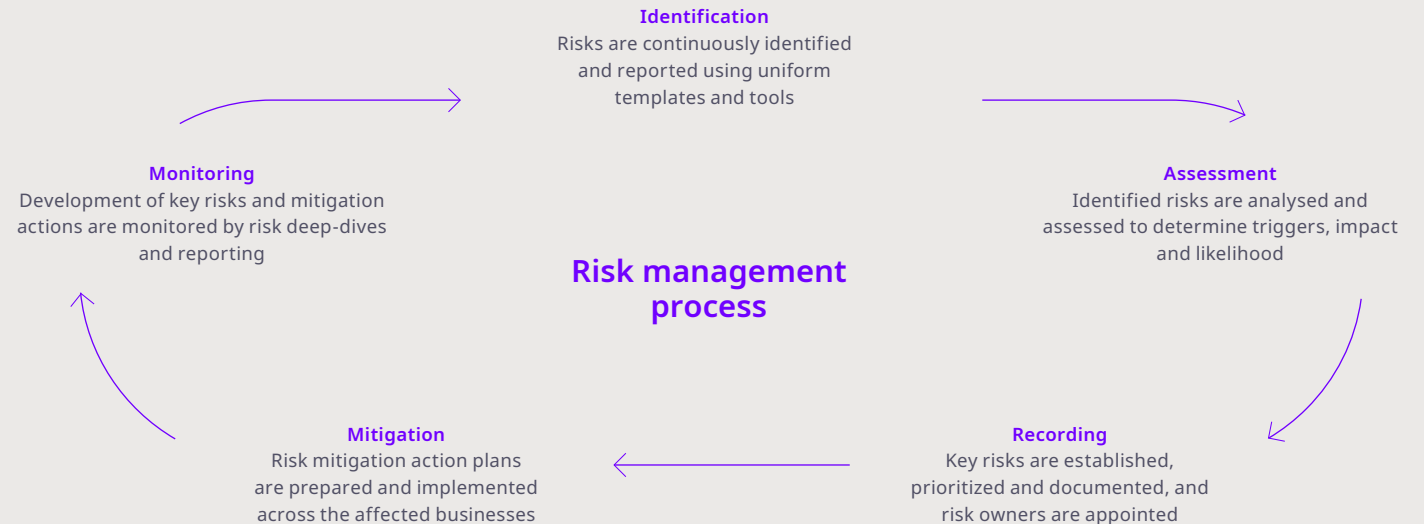 Identification
Risks are continuously identified
and reported using uniform
templates and tools
Assessment
Identified risks are analysed and
assessed to determine triggers, impact
and likelihood
Recording
Key risks are established,
prioritized and documented, and
risk owners are appointed
Mitigation
Risk mitigation action plans
are prepared and implemented
across the affected businesses
Monitoring
Development of key risks and mitigation
actions are monitored by risk deep-dives
and reporting
Risk management
process